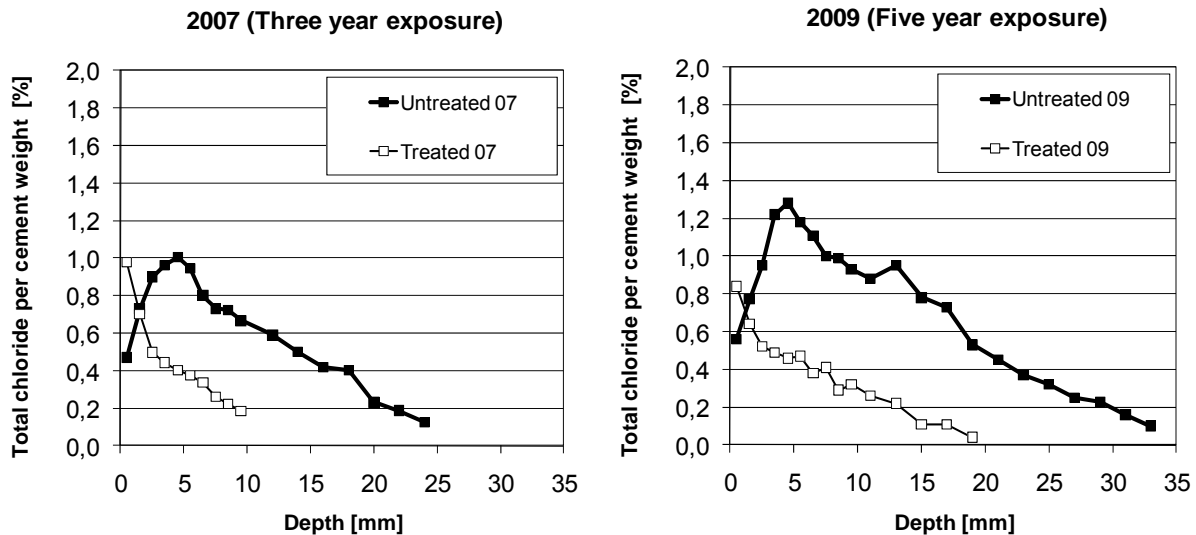 2007 (Three year exposure)
Total chloride per cement weight [%]
2,0
1,8
1,6
1,4
1,2
1,0
0,8
0,6
0,4
0,2
0,0
Untreated 07
Treated 07
0 5 10 15 20 25 30 35
Depth [mm]
2009 (Five year exposure)
Total chloride per cement weight [%]
2,0
1,8
1,6
1,4
1,2
1,0
0,8
0,6
0,4
0,2
0,0
Untreated 09
Treated 09
0 5 10 15 20 25 30 35
Depth [mm]